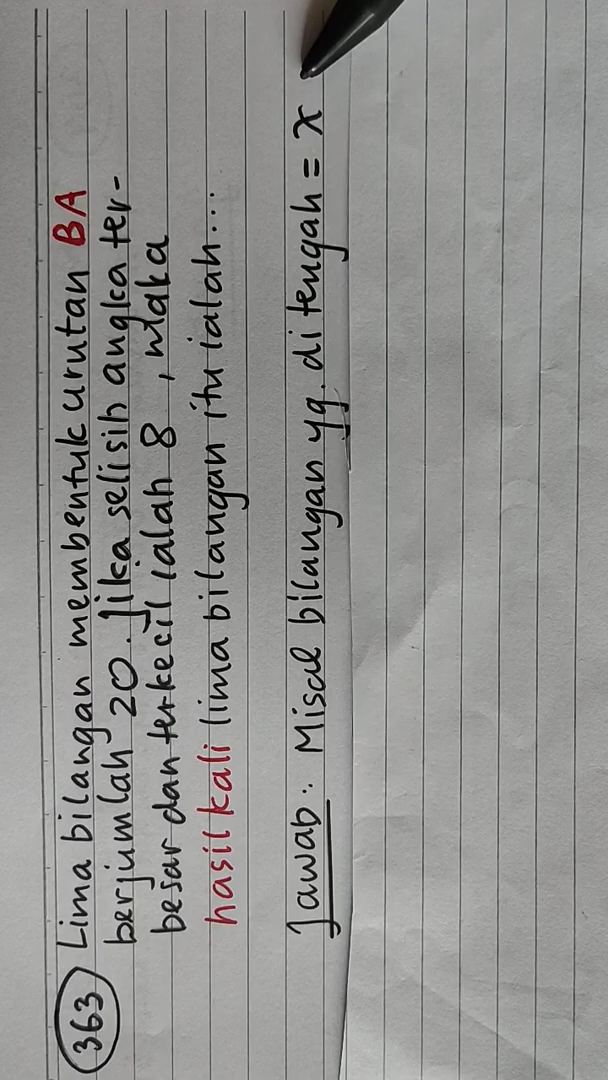 363 Lima bilangan membentuk urutan BA
berjumlah 20. Jika selisih angka ter-
besar dan terkecil ialah 8, maka
hasil kali lima bilangan itu ialah...
Jawab: Misal bilangan yg. di tengah = x